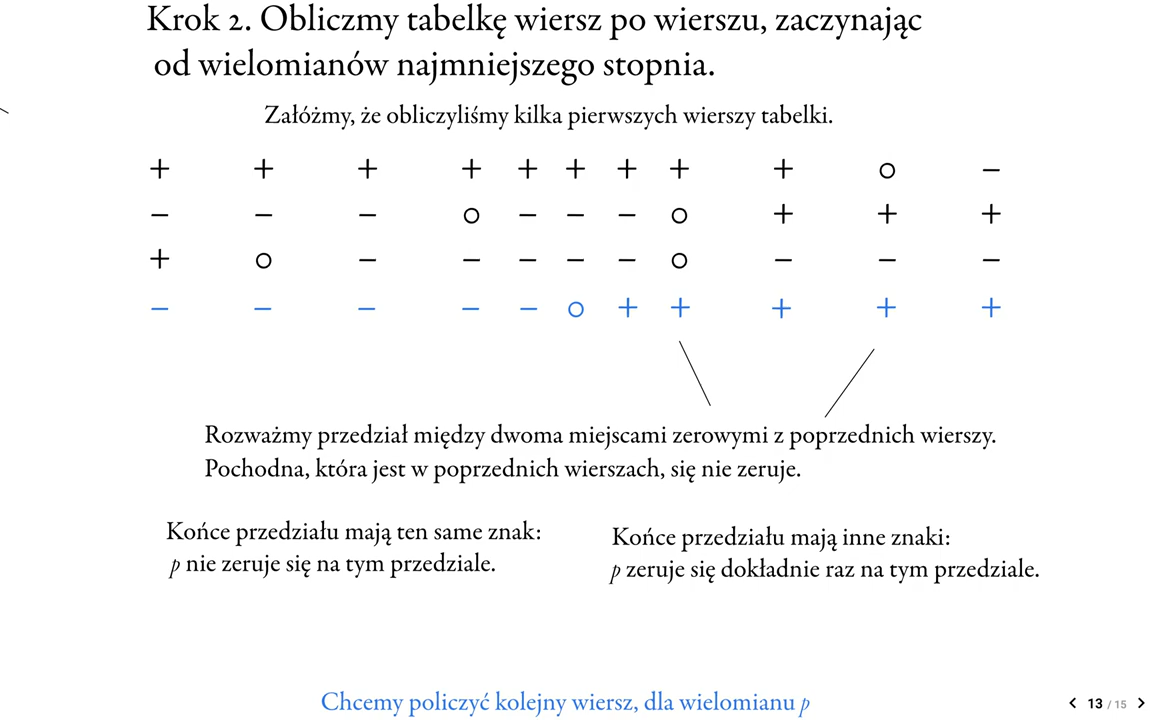 Krok 2. Obliczmy tabelkę wiersz po wierszu, zaczynając
od wielomianów najmniejszego stopnia.
Załóżmy, że obliczyliśmy kilka pierwszych wierszy tabelki.
+ + + + + + + + + o −
− − − o − − − o + + +
+ o − − − − − o − − −
− − − − − o + + + + +
Rozważmy przedział między dwoma miejscami zerowymi z poprzednich wierszy.
Pochodna, która jest w poprzednich wierszach, się nie zeruje.
Końce przedziału mają ten same znak:
p nie zeruje się na tym przedziale.
Końce przedziału mają inne znaki:
p zeruje się dokładnie raz na tym przedziale.
Chcemy policzyć kolejny wiersz, dla wielomianu p
< 13 / 15 >